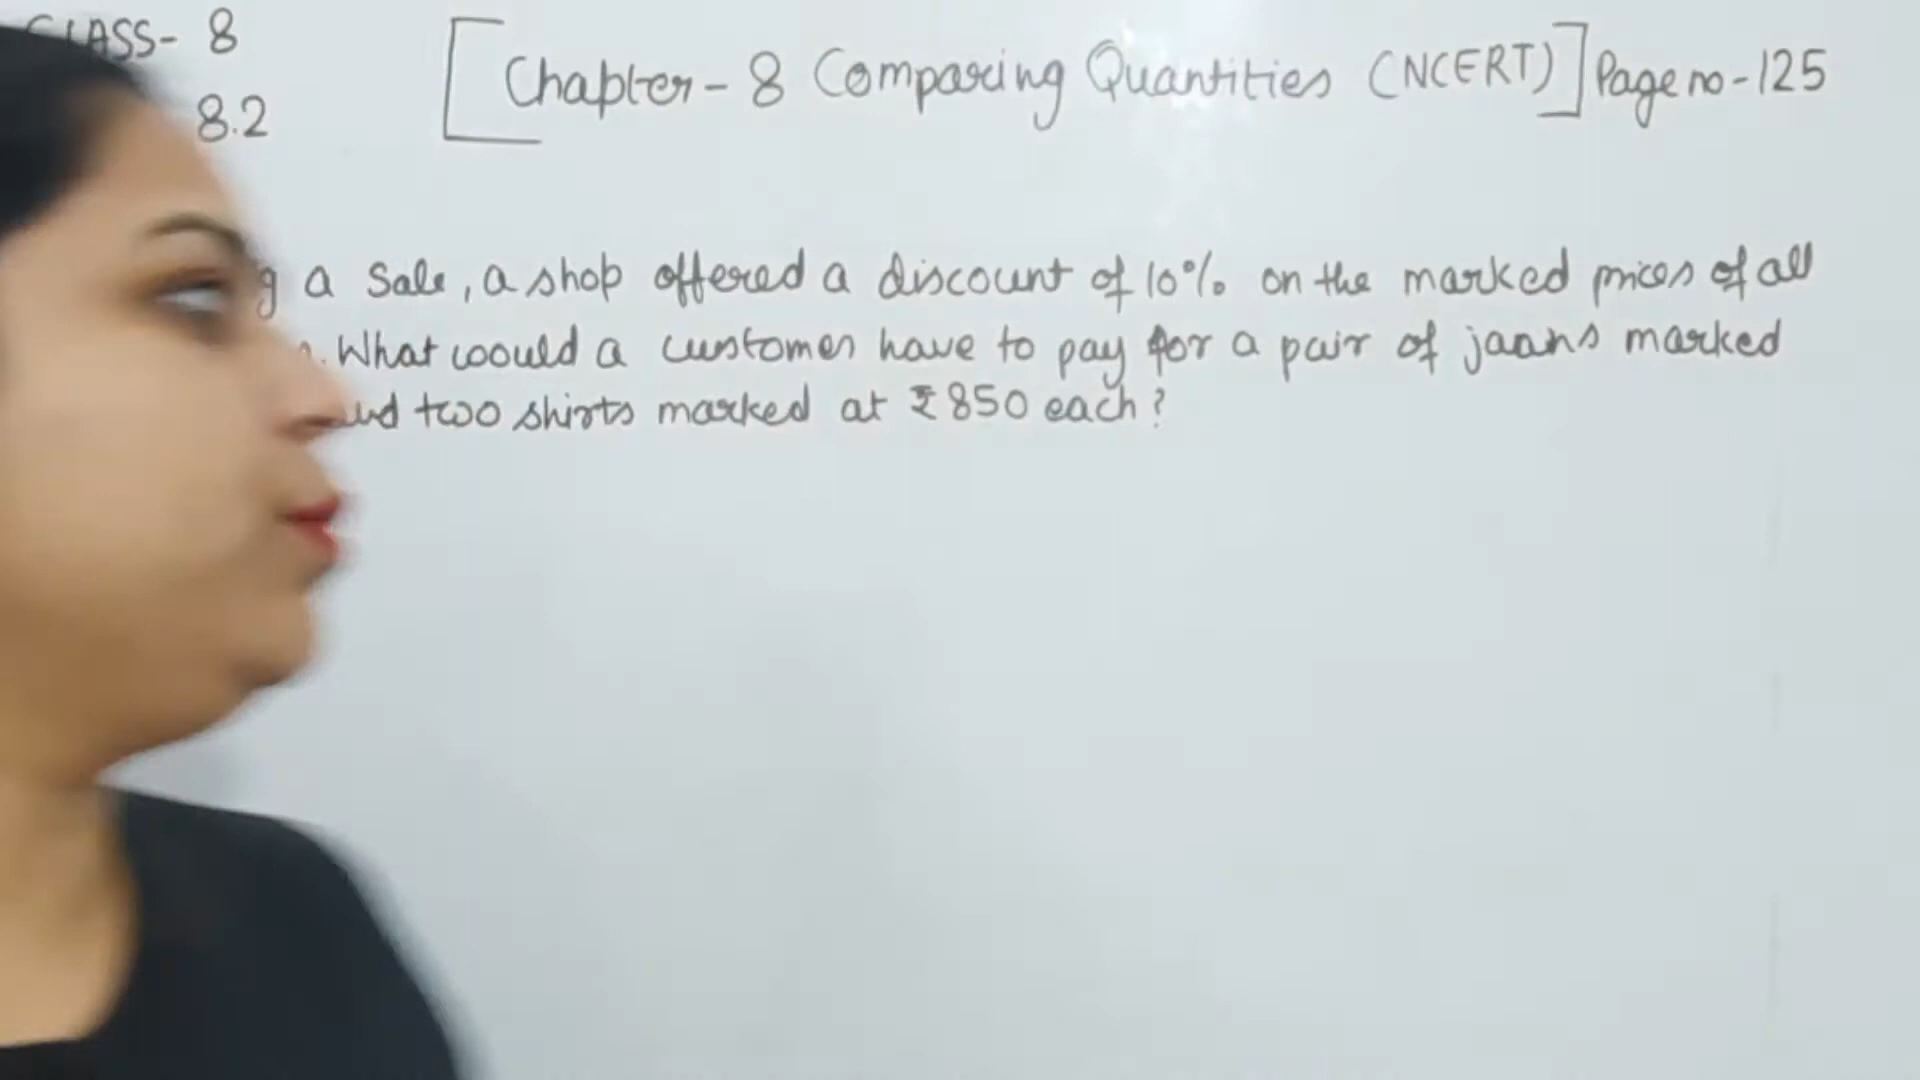 CLASS- 8
[Chapter - 8 Comparing Quantities (NCERT)] Page no - 125
8.2
a Sale, a shop offered a discount of 10% on the marked prices of all
What would a customer have to pay for a pair of jaans marked
two shirts marked at ₹850 each?